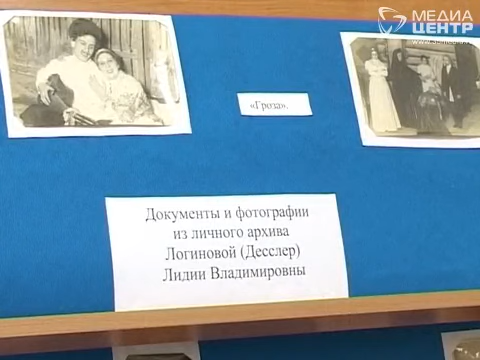 МЕДИА
ЦЕНТР
«Гроза».
Документы и фотографии
из личного архива
Логиновой (Десслер)
Лидии Владимировны